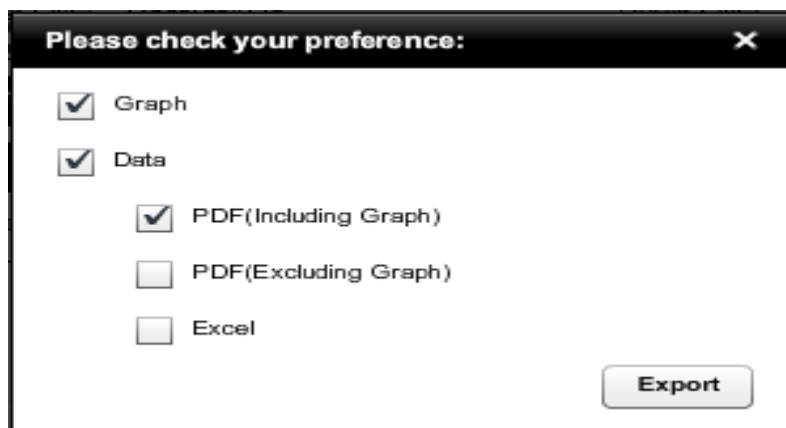 Please check your preference:
Graph
Data
PDF(Including Graph)
PDF(Excluding Graph)
Excel
Export